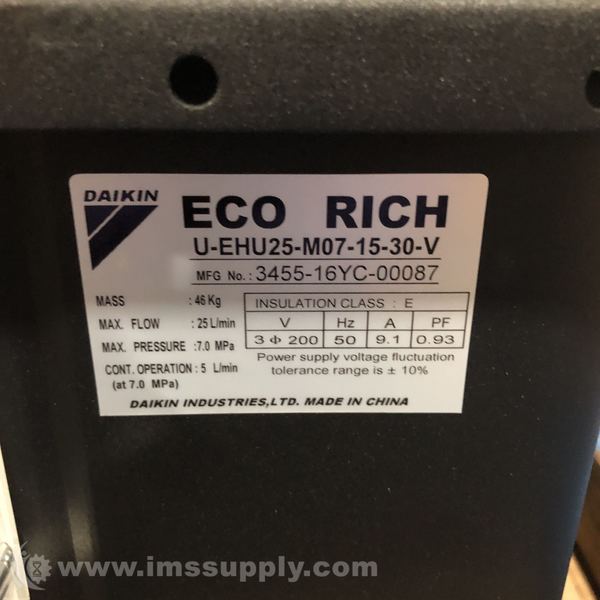 DAIKIN
ECO RICH
U-EHU25-M07-15-30-V
MFG No.: 3455-16YC-00087
MASS : 46 Kg
MAX. FLOW : 25 L/min
MAX. PRESSURE : 7.0 MPa
CONT. OPERATION : 5 L/min
(at 7.0 MPa)
INSULATION CLASS : E
V Hz A PF
3 Φ 200 50 9.1 0.93
Power supply voltage fluctuation
tolerance range is ± 10%
DAIKIN INDUSTRIES,LTD. MADE IN CHINA
www.imssupply.com